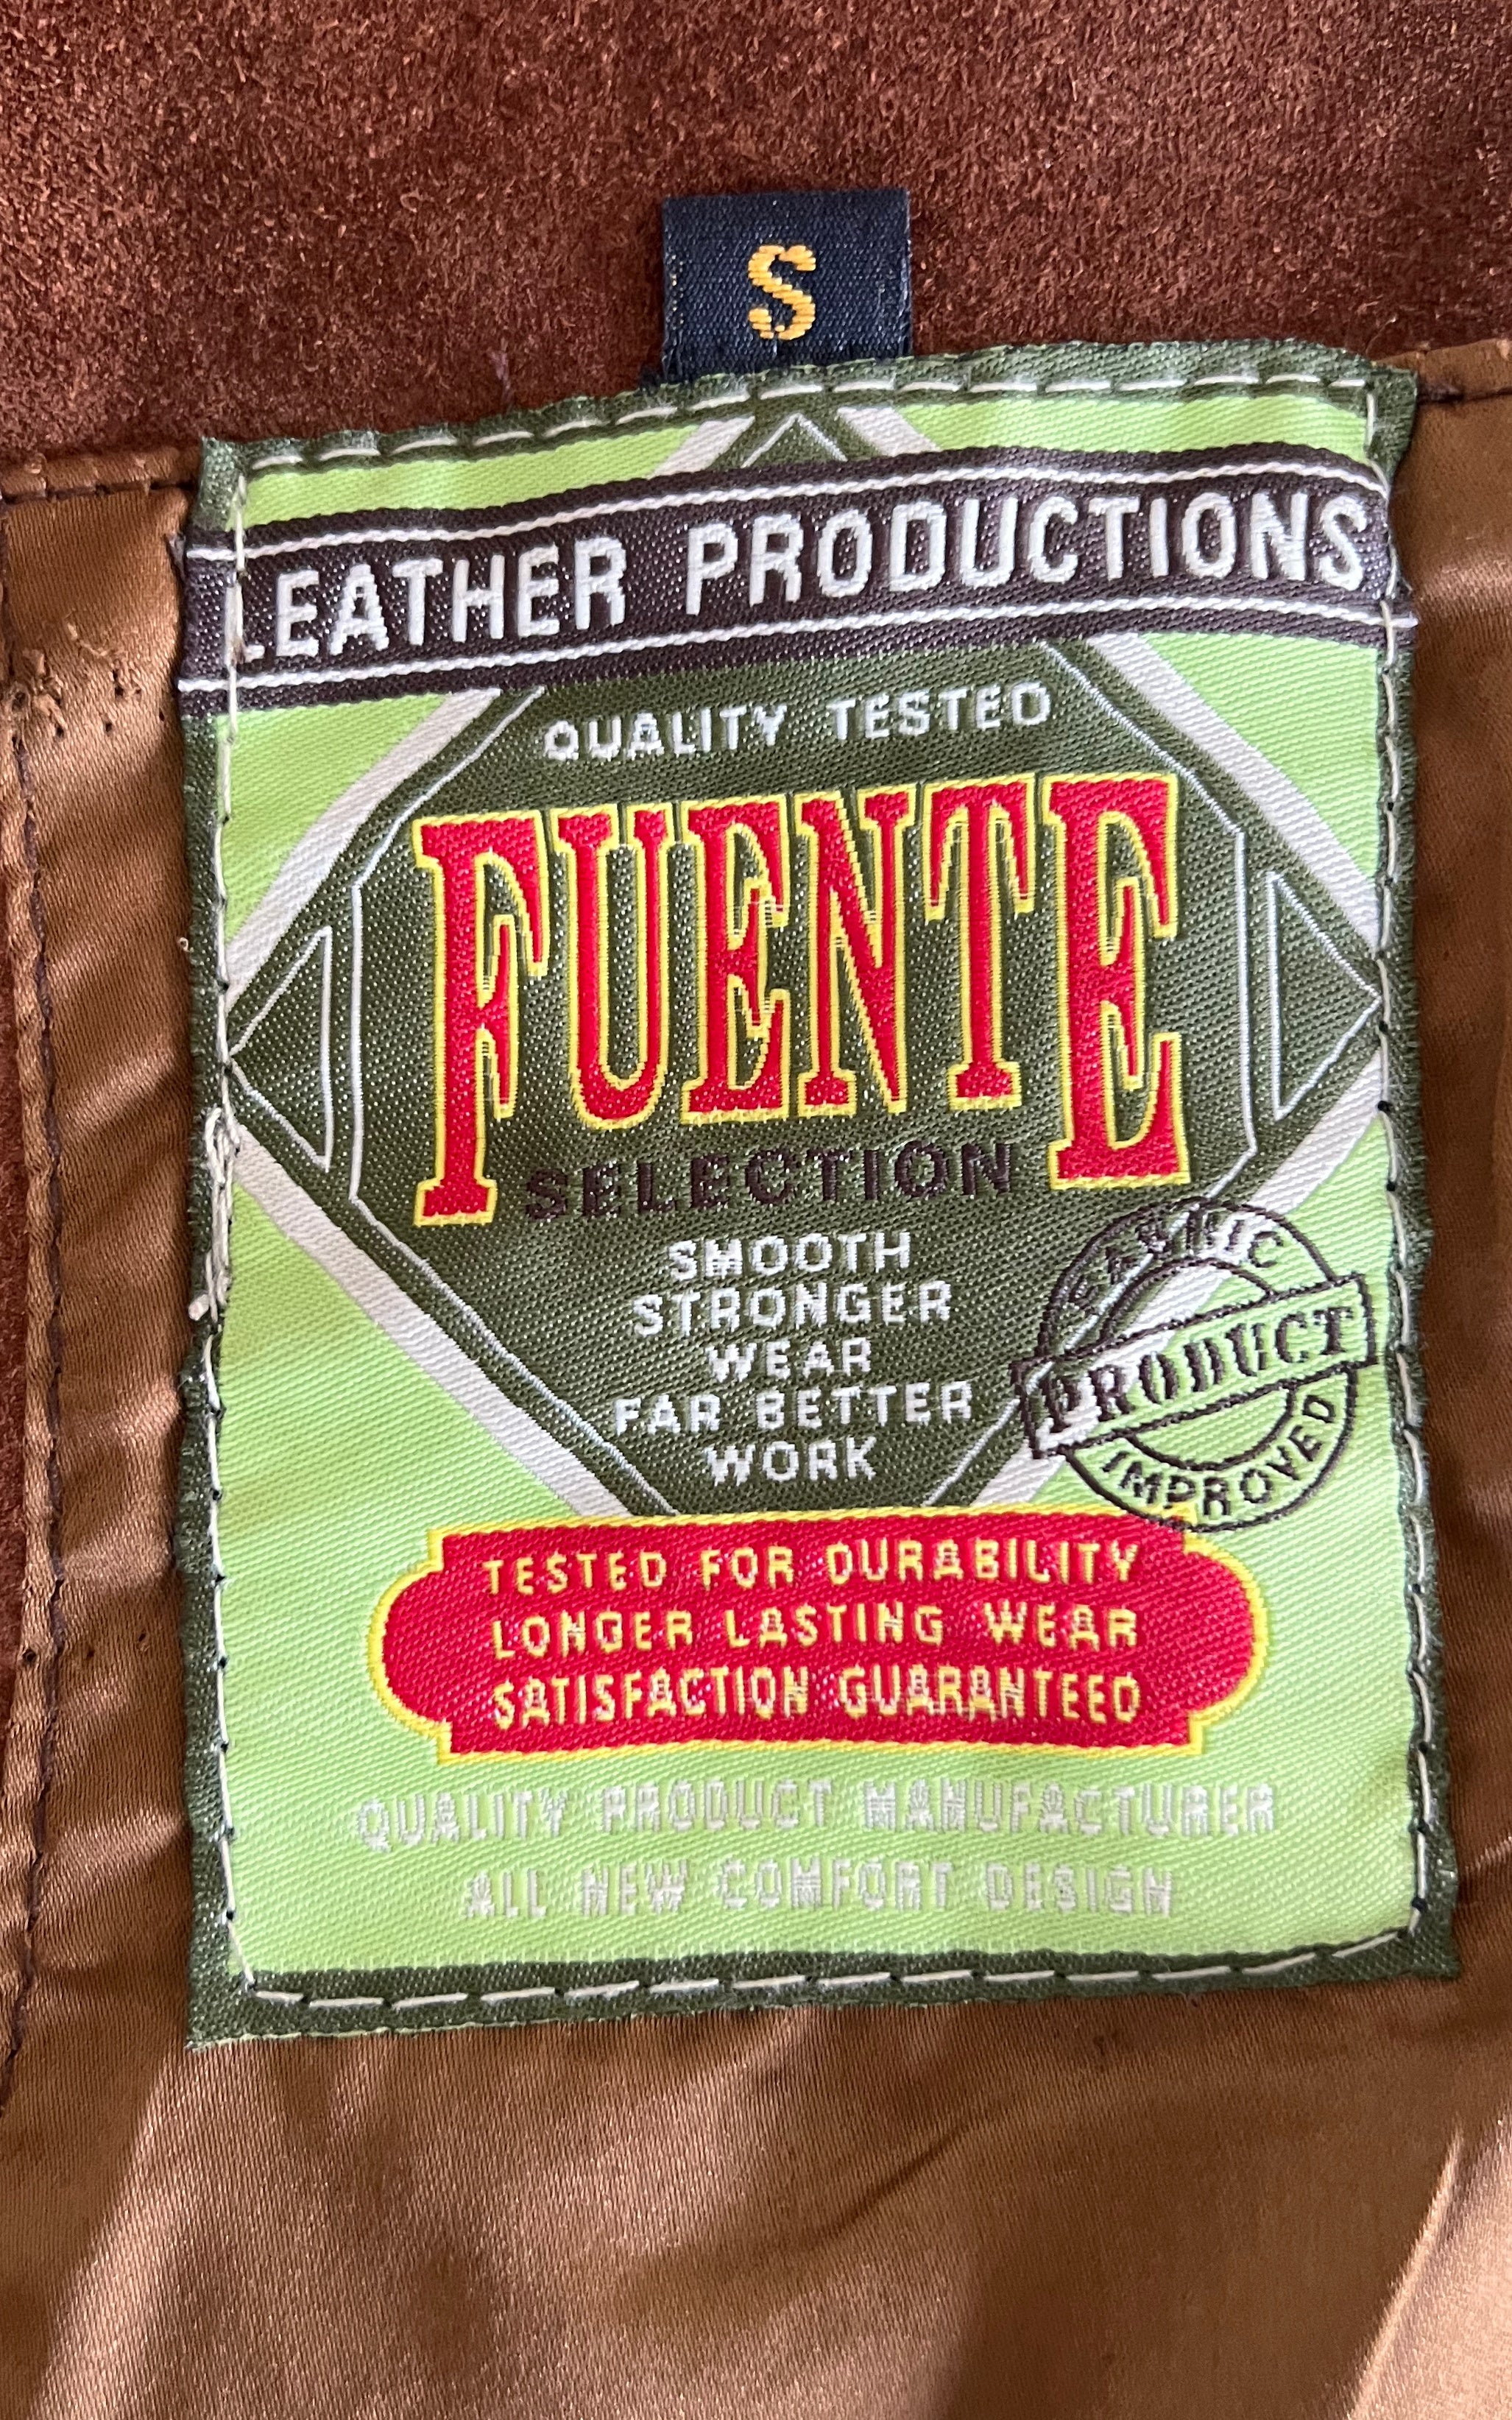 S
LEATHER PRODUCTIONS
QUALITY TESTED
FUENTE
SELECTION
SMOOTH
STRONGER
WEAR
FAR BETTER
WORK
PRODUCT
IMPROVED
TESTED FOR DURABILITY
LONGER LASTING WEAR
SATISFACTION GUARANTEED
QUALITY PRODUCT MANUFACTURER
ALL NEW COMFORT DESIGN